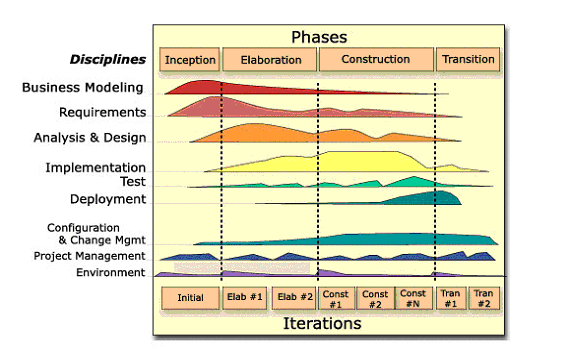 Phases
Disciplines
Inception Elaboration Construction Transition
Business Modeling
Requirements
Analysis & Design
Implementation
Test
Deployment
Configuration
& Change Mgmt
Project Management
Environment
Initial Elab #1 Elab #2 Const #1 Const #2 Const #N Tran #1 Tran #2
Iterations